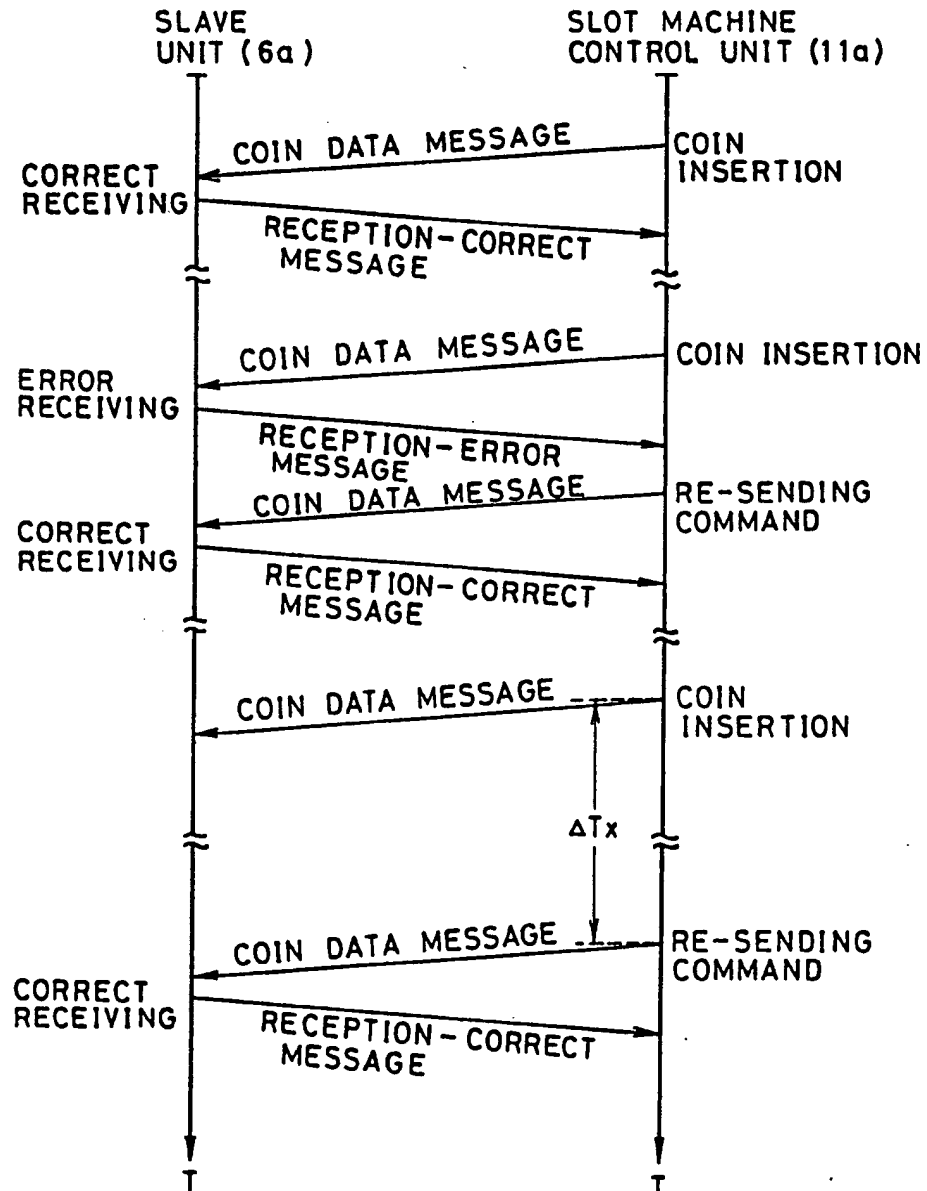 SLAVE
UNIT (6a)
SLOT MACHINE
CONTROL UNIT (11a)
T
T
COIN DATA MESSAGE
COIN
INSERTION
CORRECT
RECEIVING
RECEPTION-CORRECT
MESSAGE
COIN DATA MESSAGE
COIN INSERTION
ERROR
RECEIVING
RECEPTION-ERROR
MESSAGE
COIN DATA MESSAGE
RE-SENDING
COMMAND
CORRECT
RECEIVING
RECEPTION-CORRECT
MESSAGE
COIN DATA MESSAGE
COIN
INSERTION
ΔTx
COIN DATA MESSAGE
RE-SENDING
COMMAND
CORRECT
RECEIVING
RECEPTION-CORRECT
MESSAGE
T
T